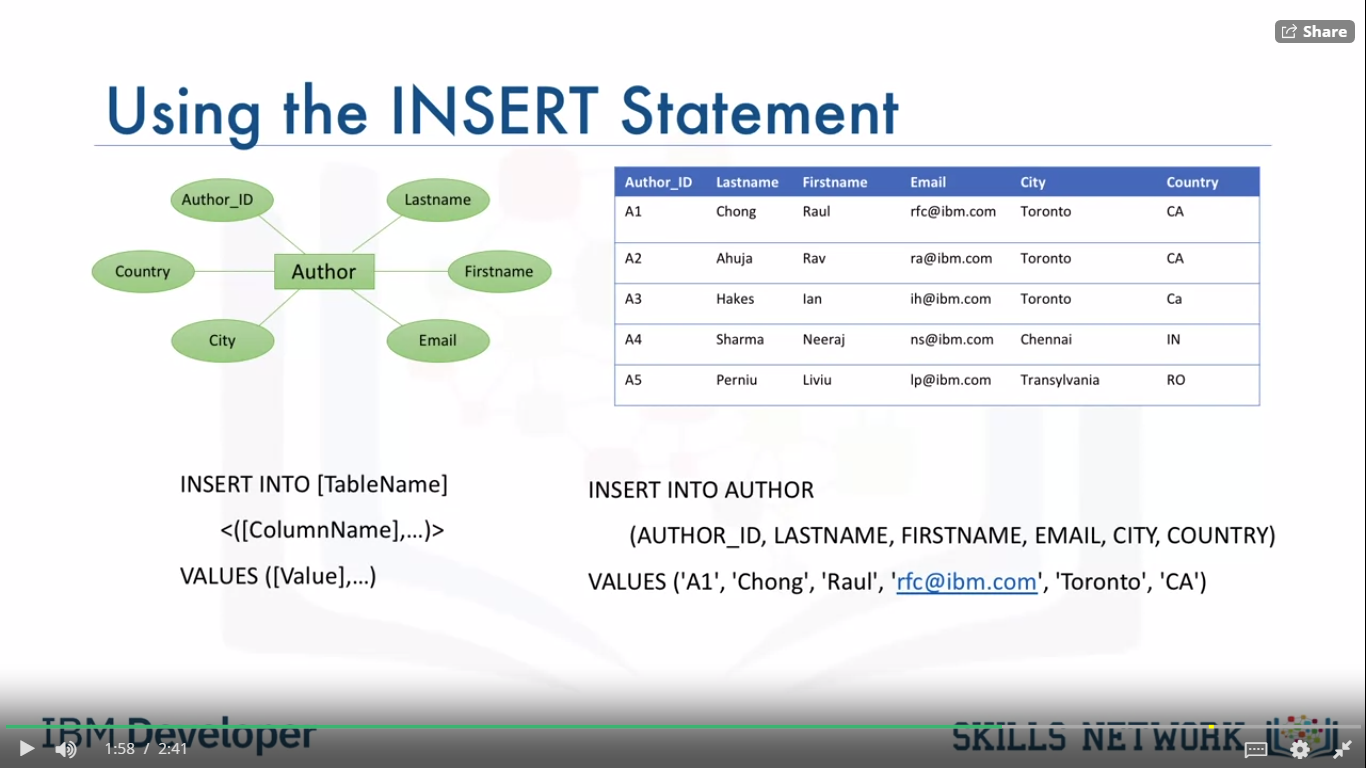 Share
Using the INSERT Statement
Author_ID
Lastname
Country
Author
Firstname
City
Email
Author_ID Lastname Firstname Email City Country
A1 Chong Raul rfc@ibm.com Toronto CA
A2 Ahuja Rav ra@ibm.com Toronto CA
A3 Hakes Ian ih@ibm.com Toronto Ca
A4 Sharma Neeraj ns@ibm.com Chennai IN
A5 Perniu Liviu lp@ibm.com Transylvania RO
INSERT INTO [TableName]
<([ColumnName],...)>
VALUES ([Value],...)
INSERT INTO AUTHOR
(AUTHOR_ID, LASTNAME, FIRSTNAME, EMAIL, CITY, COUNTRY)
VALUES ('A1', 'Chong', 'Raul', 'rfc@ibm.com', 'Toronto', 'CA')
IBM Developer
SKILLS NETWORK
1:58 / 2:41